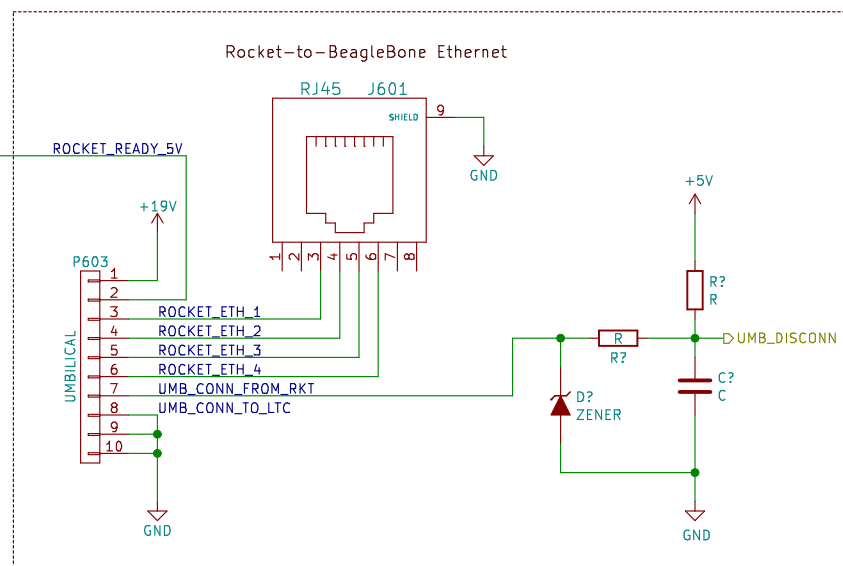 Rocket-to-BeagleBone Ethernet
RJ45 J601
SHIELD 9
GND
1 2 3 4 5 6 7 8
ROCKET_READY_5V
+19V
P603
UMBILICAL
1
2
3 ROCKET_ETH_1
4 ROCKET_ETH_2
5 ROCKET_ETH_3
6 ROCKET_ETH_4
7 UMB_CONN_FROM_RKT
8 UMB_CONN_TO_LTC
9
10
GND
+5V
R?
R
R
R?
UMB_DISCONN
D?
ZENER
C?
C
GND